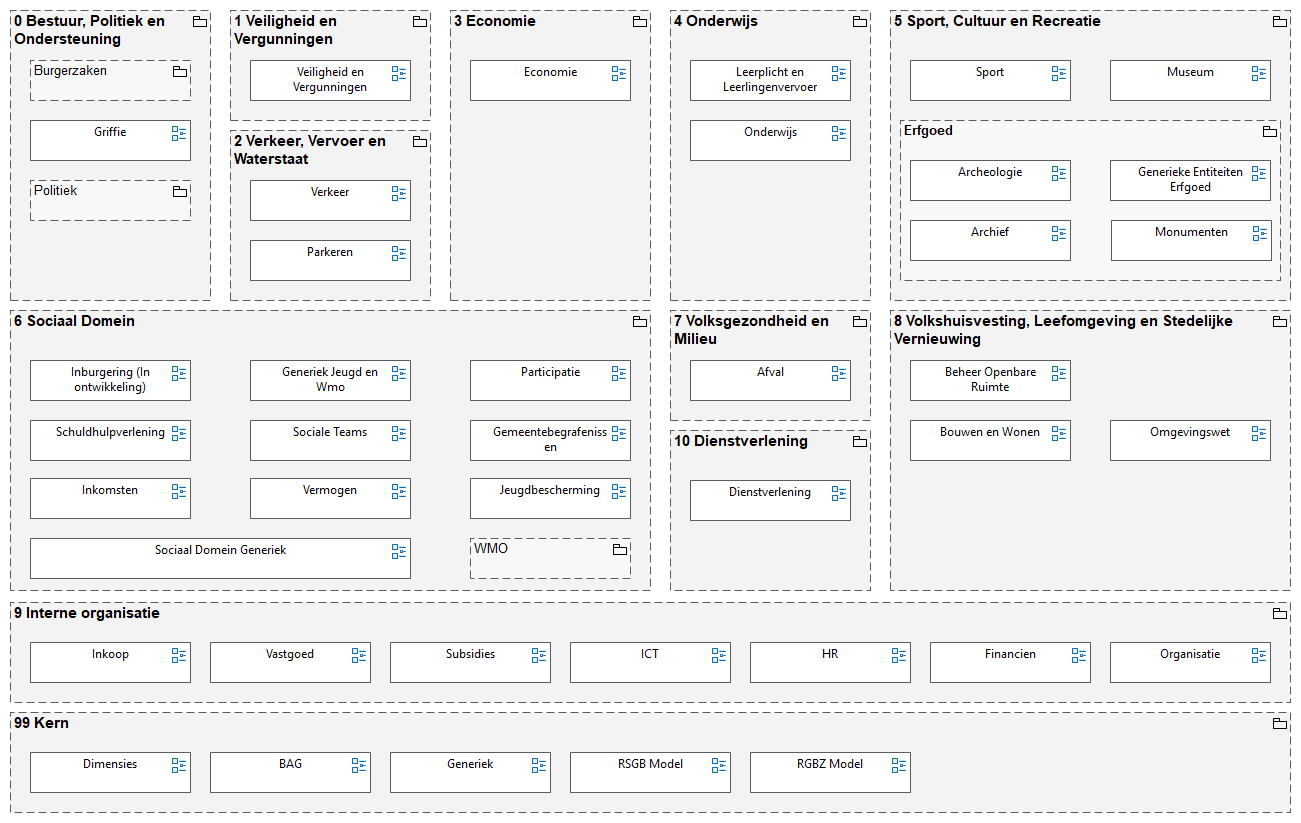 0 Bestuur, Politiek en
Ondersteuning
Burgerzaken
Griffie
Politiek
1 Veiligheid en
Vergunningen
Veiligheid en
Vergunningen
2 Verkeer, Vervoer en
Waterstaat
Verkeer
Parkeren
3 Economie
Economie
4 Onderwijs
Leerplicht en
Leerlingenvervoer
Onderwijs
5 Sport, Cultuur en Recreatie
Sport
Museum
Erfgoed
Archeologie
Generieke Entiteiten
Erfgoed
Archief
Monumenten
6 Sociaal Domein
Inburgering (In
ontwikkeling)
Generiek Jeugd en
Wmo
Participatie
Schuldhulpverlening
Sociale Teams
Gemeentebegrafeniss
en
Inkomsten
Vermogen
Jeugdbescherming
Sociaal Domein Generiek
WMO
7 Volksgezondheid en
Milieu
Afval
10 Dienstverlening
Dienstverlening
8 Volkshuisvesting, Leefomgeving en Stedelijke
Vernieuwing
Beheer Openbare
Ruimte
Bouwen en Wonen
Omgevingswet
9 Interne organisatie
Inkoop
Vastgoed
Subsidies
ICT
HR
Financien
Organisatie
99 Kern
Dimensies
BAG
Generiek
RSGB Model
RGBZ Model